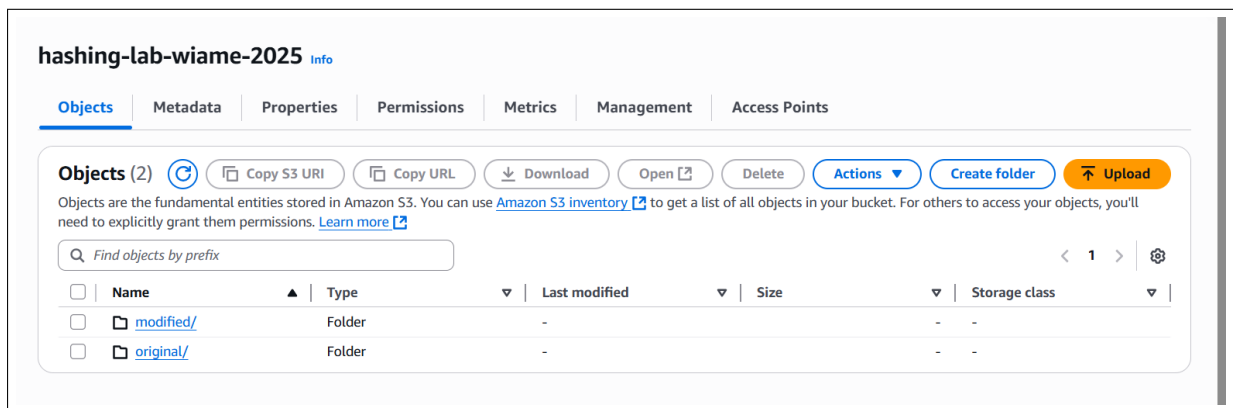 hashing-lab-wiame-2025 Info
Objects Metadata Properties Permissions Metrics Management Access Points
Objects (2) Copy S3 URI Copy URL Download Open Delete Actions Create folder Upload
Objects are the fundamental entities stored in Amazon S3. You can use Amazon S3 inventory to get a list of all objects in your bucket. For others to access your objects, you'll
need to explicitly grant them permissions. Learn more
Find objects by prefix 1
Name Type Last modified Size Storage class
modified/ Folder - - -
original/ Folder - - -